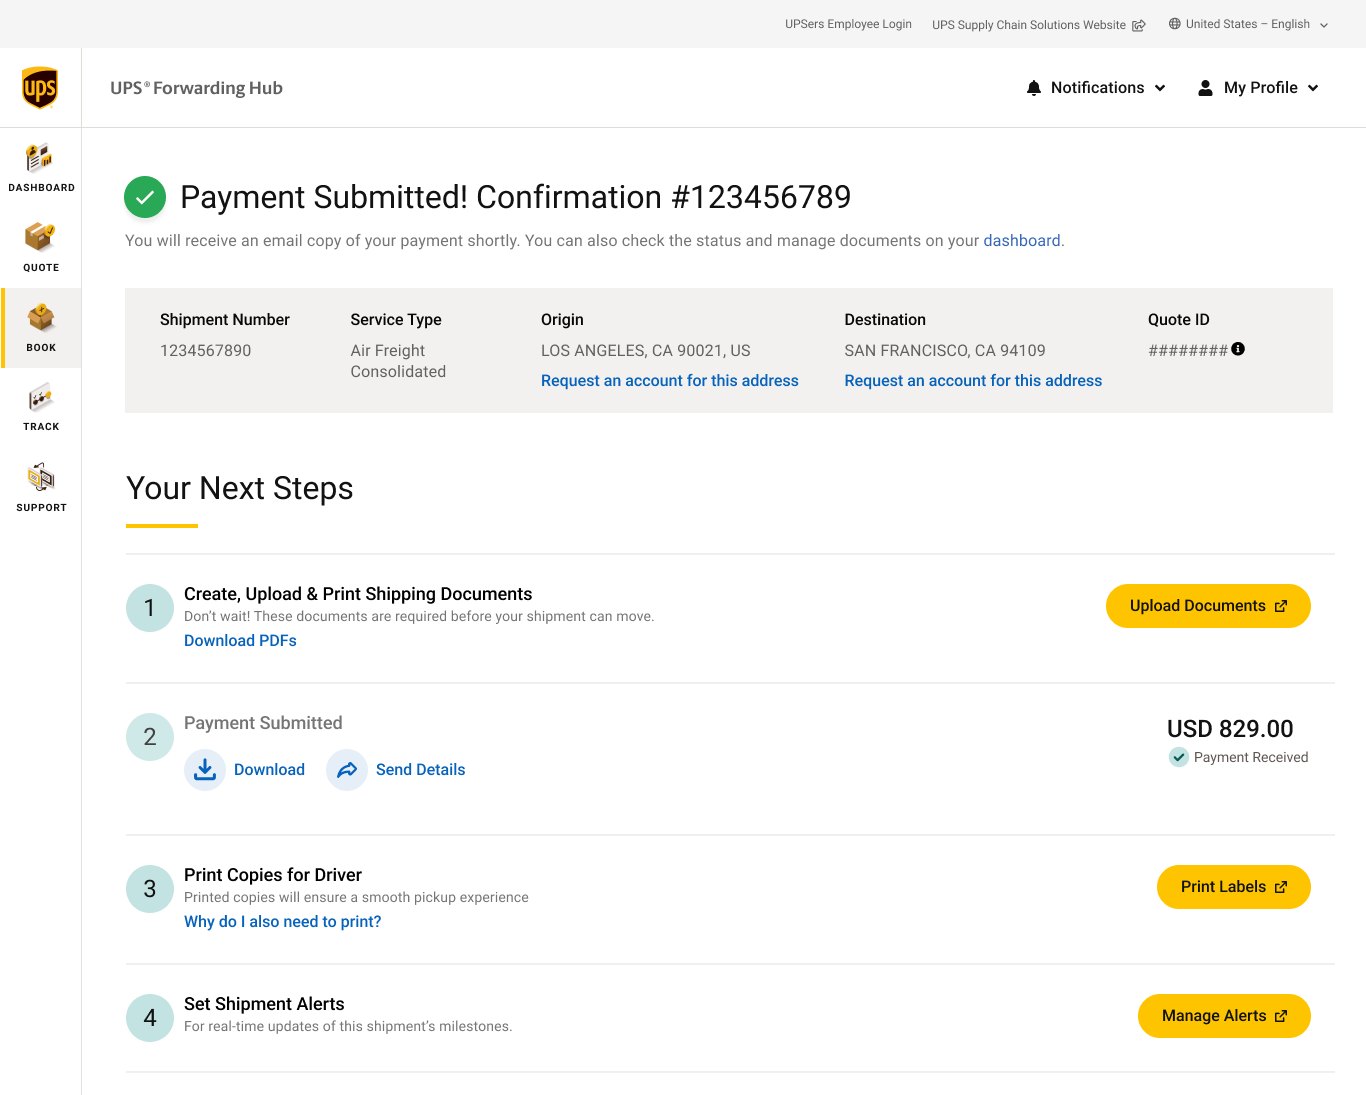 UPSers Employee Login
UPS Supply Chain Solutions Website
United States – English
ups
UPS® Forwarding Hub
Notifications
My Profile
DASHBOARD
QUOTE
BOOK
TRACK
SUPPORT
Payment Submitted! Confirmation #123456789
You will receive an email copy of your payment shortly. You can also check the status and manage documents on your dashboard.
Shipment Number
1234567890
Service Type
Air Freight
Consolidated
Origin
LOS ANGELES, CA 90021, US
Request an account for this address
Destination
SAN FRANCISCO, CA 94109
Request an account for this address
Quote ID
########
Your Next Steps
1
Create, Upload & Print Shipping Documents
Don’t wait! These documents are required before your shipment can move.
Download PDFs
Upload Documents
2
Payment Submitted
Download
Send Details
USD 829.00
Payment Received
3
Print Copies for Driver
Printed copies will ensure a smooth pickup experience
Why do I also need to print?
Print Labels
4
Set Shipment Alerts
For real-time updates of this shipment’s milestones.
Manage Alerts